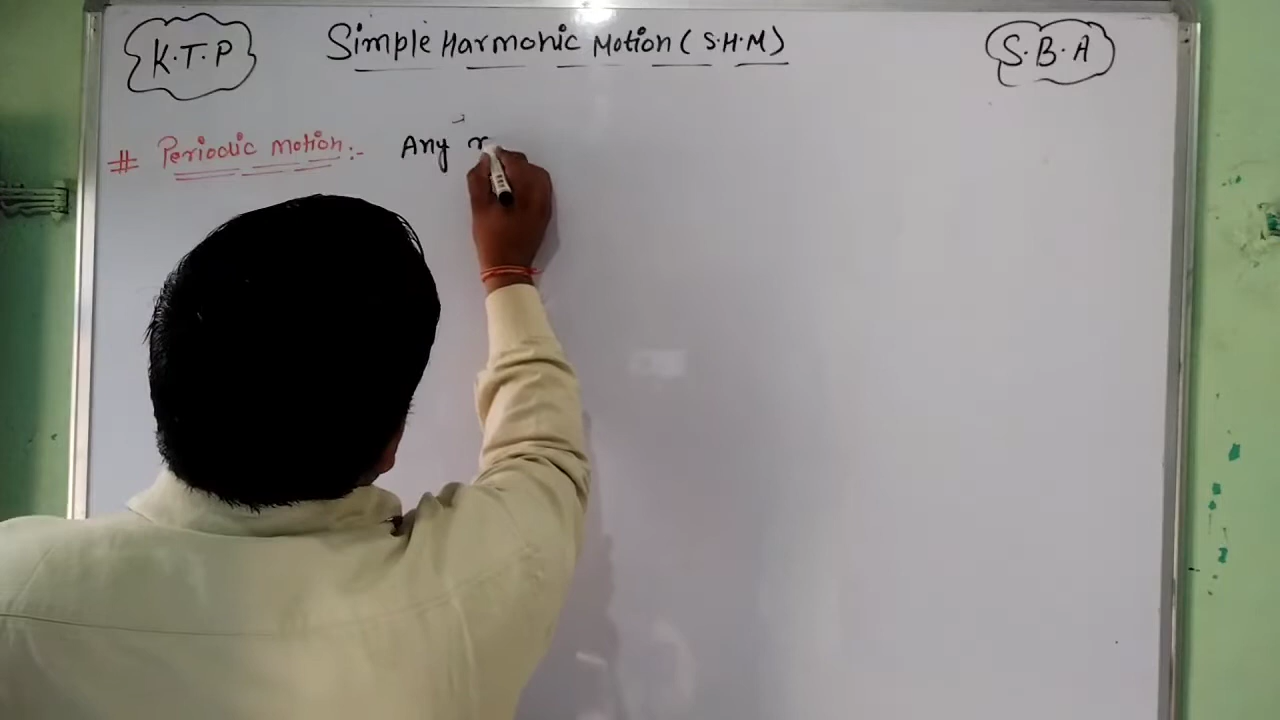 K.T.P Simple Harmonic Motion (S.H.M) S.B.A
# Periodic Motion :- Any